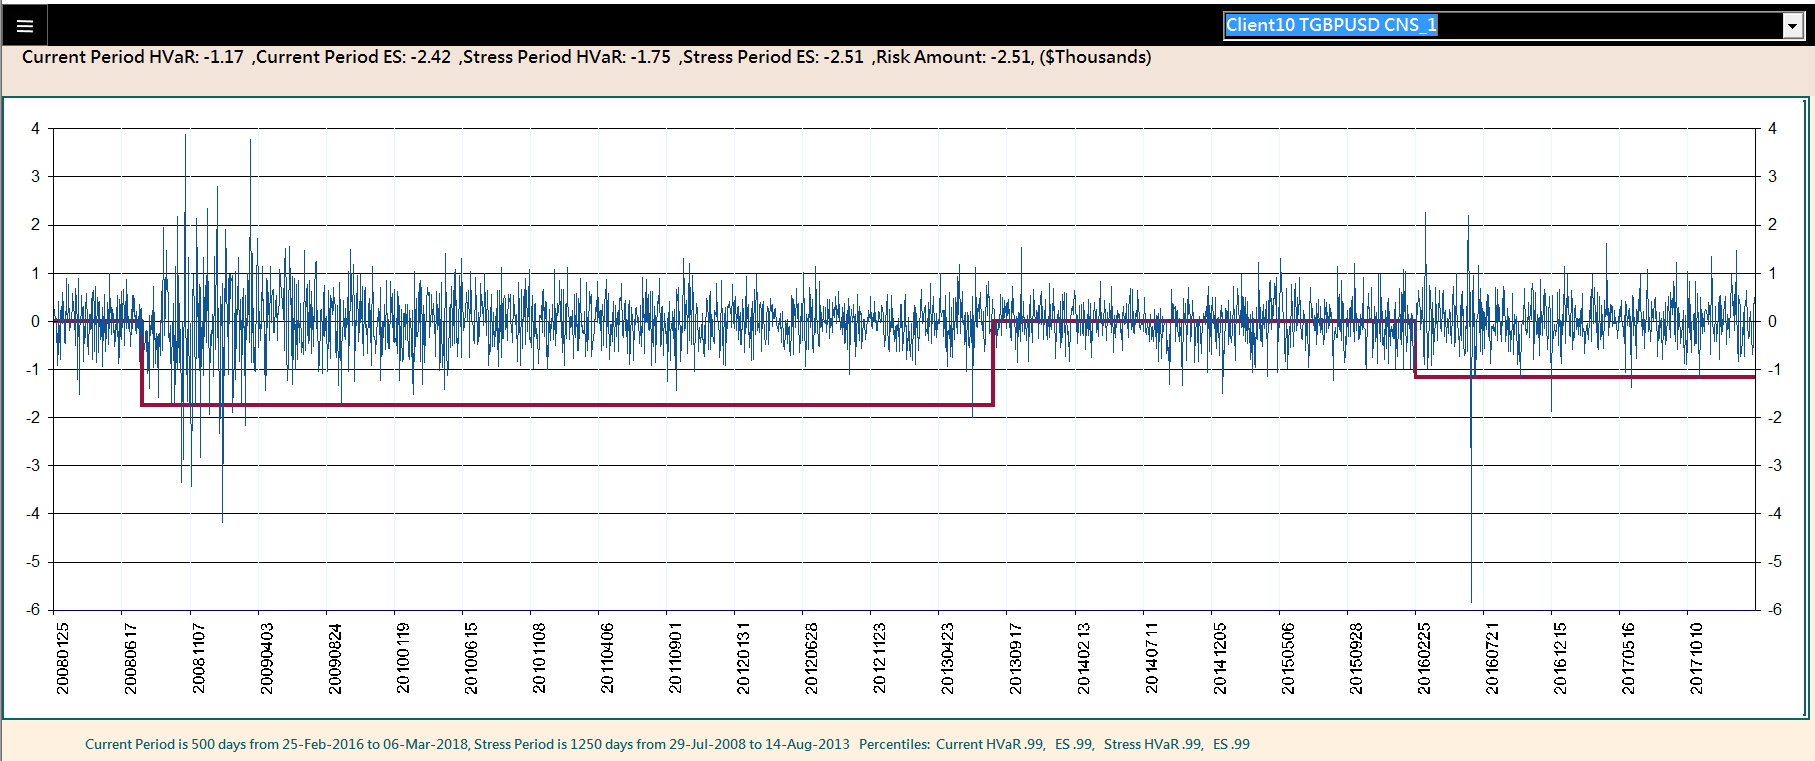 Client10 TGBPUSD CNS_1
Current Period HVaR: -1.17 ,Current Period ES: -2.42 ,Stress Period HVaR: -1.75 ,Stress Period ES: -2.51 ,Risk Amount: -2.51, ($Thousands)
4 4
3 3
2 2
1 1
0 0
-1 -1
-2 -2
-3 -3
-4 -4
-5 -5
-6 -6
20080125 20080617 20081107 20090403 20090824 20100119 20100615 20101108 20110406 20110901 20120131 20120628 20121123 20130423 20130917 20140213 20140711 20141205 20150506 20150928 20160225 20160721 20161215 20170516 20171010
Current Period is 500 days from 25-Feb-2016 to 06-Mar-2018, Stress Period is 1250 days from 29-Jul-2008 to 14-Aug-2013 Percentiles: Current HVaR .99, ES .99, Stress HVaR .99, ES .99